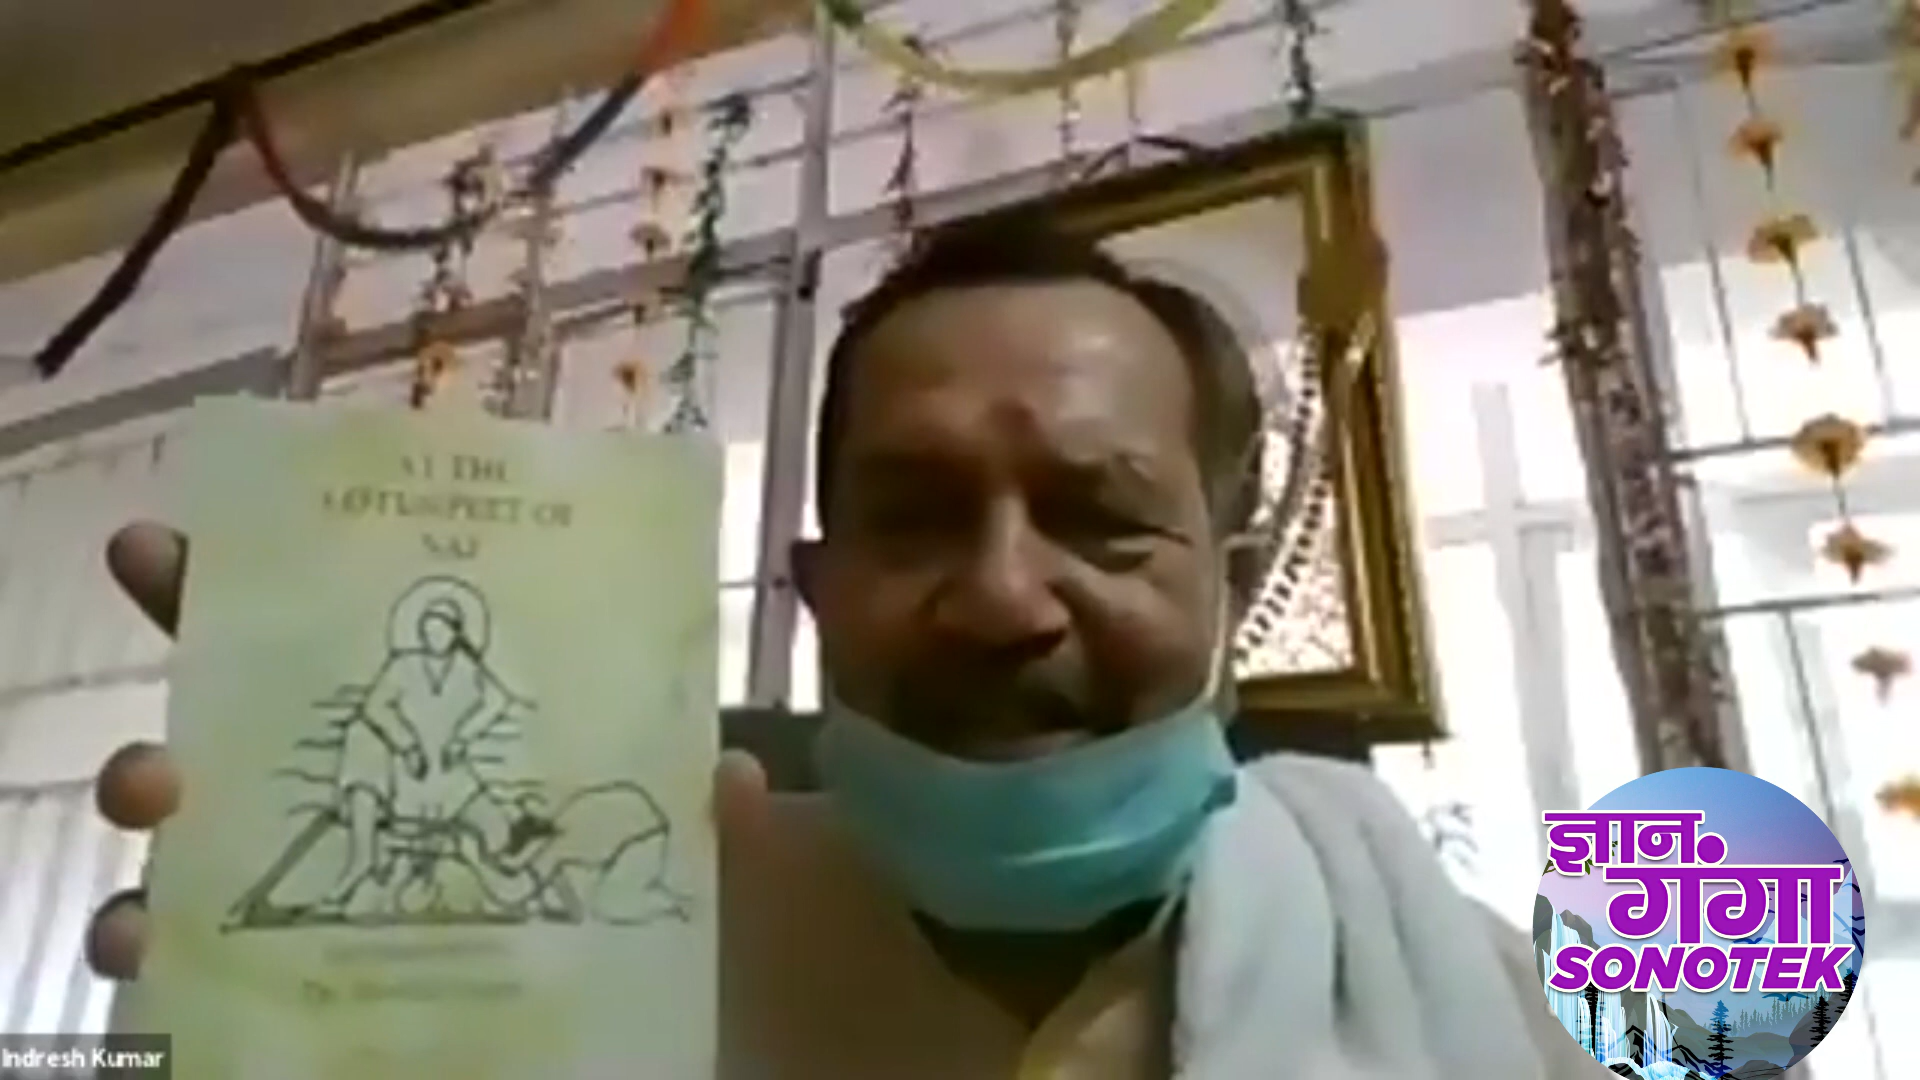 AT THE
LOTUS FEET OF
SAI
Indresh Kumar
ज्ञान.
गंगा
SONOTEK